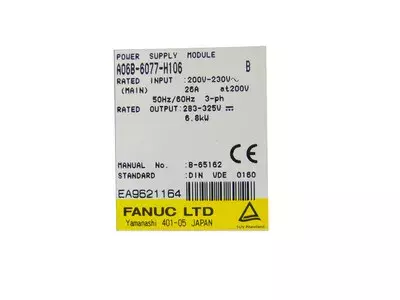 POWER SUPPLY MODULE
A06B-6077-H106 B
RATED INPUT :200V-230V~
(MAIN) 26A at200V
50Hz/60Hz 3-ph
RATED OUTPUT:283-325V⎓
6.8kW
MANUAL No. :B-65162
STANDARD :DIN VDE 0160
CE
EA9621164
FANUC LTD
Yamanashi 401-05 JAPAN